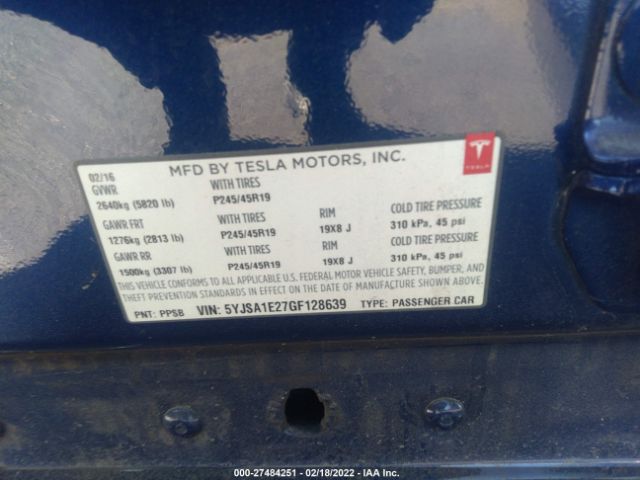 MFD BY TESLA MOTORS, INC.
TESLA
02/16
GVWR WITH TIRES
2640kg (5820 lb) P245/45R19
GAWR FRT WITH TIRES RIM COLD TIRE PRESSURE
1276kg (2813 lb) P245/45R19 19X8 J 310 kPa, 45 psi
GAWR RR WITH TIRES RIM COLD TIRE PRESSURE
1500kg (3307 lb) P245/45R19 19X8 J 310 kPa, 45 psi
THIS VEHICLE CONFORMS TO ALL APPLICABLE U.S. FEDERAL MOTOR VEHICLE SAFETY, BUMPER, AND
THEFT PREVENTION STANDARDS IN EFFECT ON THE DATE OF MANUFACTURE SHOWN ABOVE.
PNT: PPSB VIN: 5YJSA1E27GF128639 TYPE: PASSENGER CAR
000-27484251 - 02/18/2022 - IAA Inc.